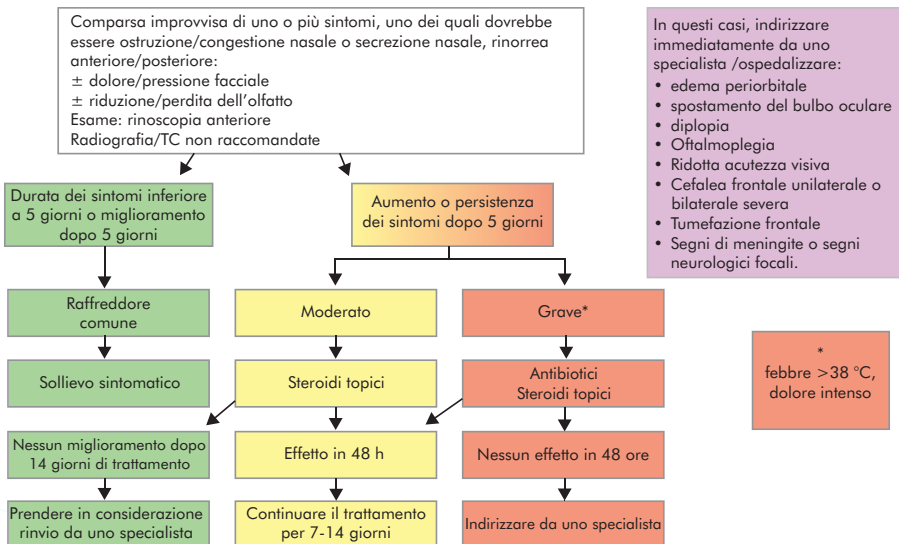 Comparsa improvvisa di uno o più sintomi, uno dei quali dovrebbe
essere ostruzione/congestione nasale o secrezione nasale, rinorrea
anteriore/posteriore:
± dolore/pressione facciale
± riduzione/perdita dell'olfatto
Esame: rinoscopia anteriore
Radiografia/TC non raccomandate
In questi casi, indirizzare
immediatamente da uno
specialista /ospedalizzare:
• edema periorbitale
• spostamento del bulbo oculare
• diplopia
• Oftalmoplegia
• Ridotta acutezza visiva
• Cefalea frontale unilaterale o
bilaterale severa
• Tumefazione frontale
• Segni di meningite o segni
neurologici focali.
Durata dei sintomi inferiore
a 5 giorni o miglioramento
dopo 5 giorni
Aumento o persistenza
dei sintomi dopo 5 giorni
Raffreddore
comune
Moderato
Grave*
Sollievo sintomatico
Steroidi topici
Antibiotici
Steroidi topici
*
febbre >38 °C,
dolore intenso
Nessun miglioramento dopo
14 giorni di trattamento
Effetto in 48 h
Nessun effetto in 48 ore
Prendere in considerazione
rinvio da uno specialista
Continuare il trattamento
per 7-14 giorni
Indirizzare da uno specialista